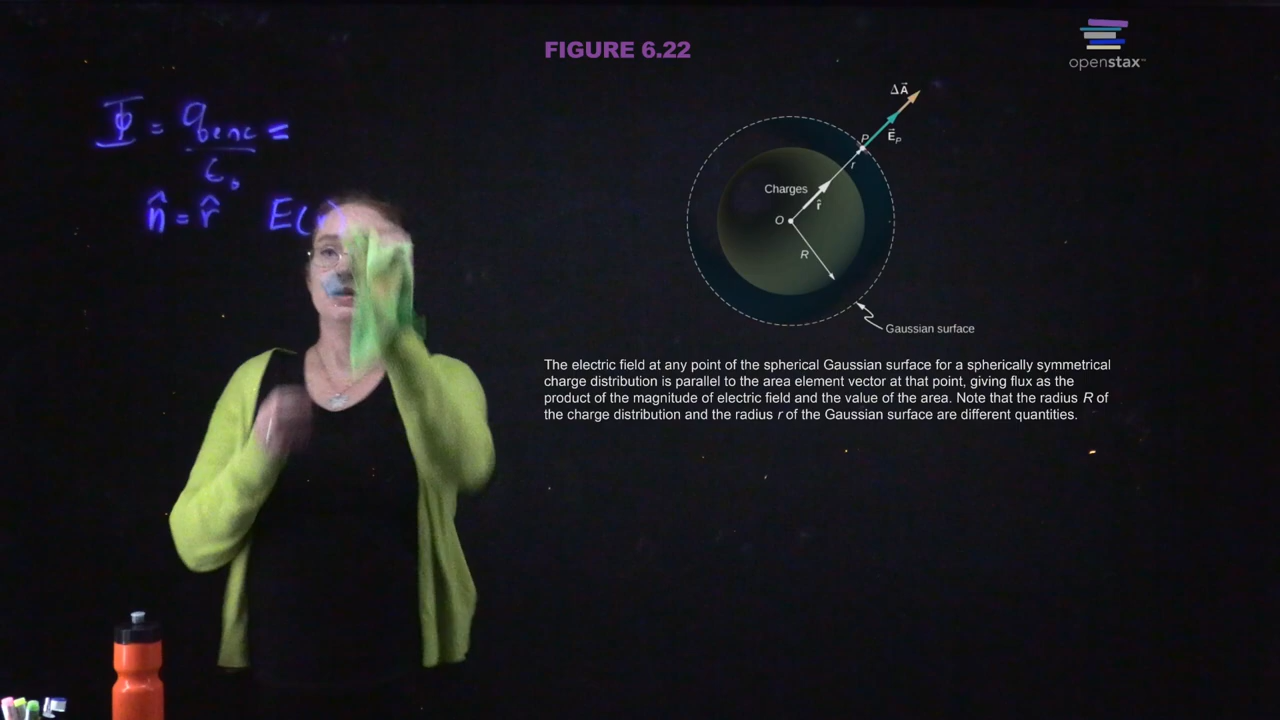 FIGURE 6.22
openstax
Φ = q_enc/ε₀ =
n̂ = r̂ E(r)
ΔA⃗
P
E⃗_P
r
Charges
r̂
O
R
Gaussian surface
The electric field at any point of the spherical Gaussian surface for a spherically symmetrical
charge distribution is parallel to the area element vector at that point, giving flux as the
product of the magnitude of electric field and the value of the area. Note that the radius R of
the charge distribution and the radius r of the Gaussian surface are different quantities.